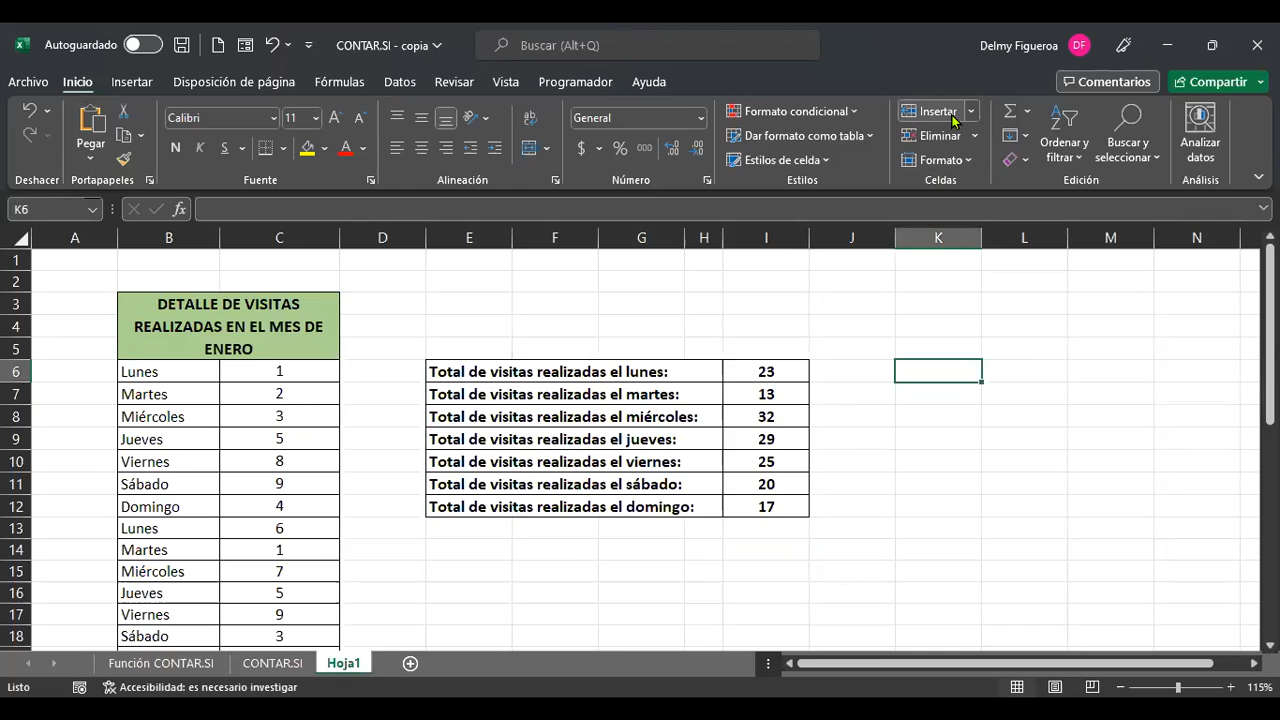 Autoguardado
CONTAR.SI - copia
Buscar (Alt+Q)
Delmy Figueroa
DF
Archivo Inicio Insertar Disposición de página Fórmulas Datos Revisar Vista Programador Ayuda
Comentarios
Compartir
Pegar
Calibri 11
N K S
General
$ % 000
Formato condicional
Dar formato como tabla
Estilos de celda
Insertar
Eliminar
Formato
Ordenar y filtrar
Buscar y seleccionar
Analizar datos
Deshacer Portapapeles Fuente Alineación Número Estilos Celdas Edición Análisis
K6
fx
A B C D E F G H I J K L M N
1
2
3 DETALLE DE VISITAS
4 REALIZADAS EN EL MES DE
5 ENERO
6 Lunes 1 Total de visitas realizadas el lunes: 23
7 Martes 2 Total de visitas realizadas el martes: 13
8 Miércoles 3 Total de visitas realizadas el miércoles: 32
9 Jueves 5 Total de visitas realizadas el jueves: 29
10 Viernes 8 Total de visitas realizadas el viernes: 25
11 Sábado 9 Total de visitas realizadas el sábado: 20
12 Domingo 4 Total de visitas realizadas el domingo: 17
13 Lunes 6
14 Martes 1
15 Miércoles 7
16 Jueves 5
17 Viernes 9
18 Sábado 3
Función CONTAR.SI CONTAR.SI Hoja1
Listo
Accesibilidad: es necesario investigar
115%